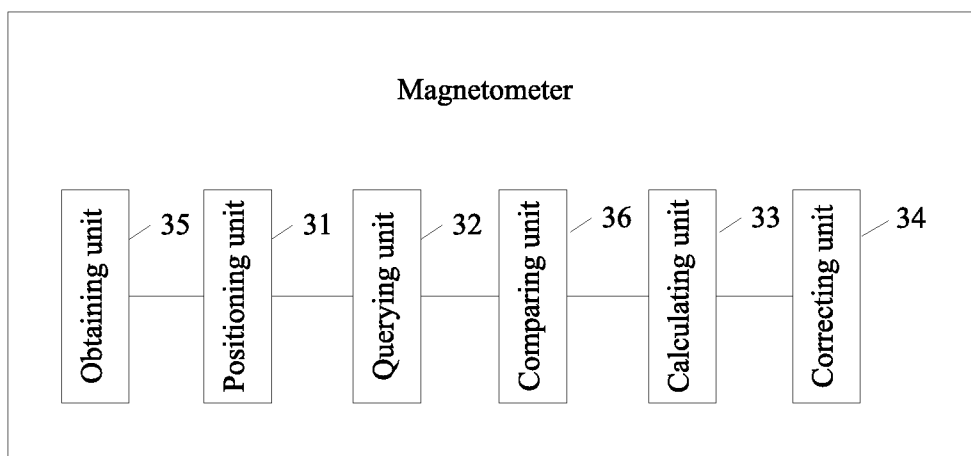 Magnetometer
Obtaining unit
35
Positioning unit
31
Querying unit
32
Comparing unit
36
Calculating unit
33
Correcting unit
34